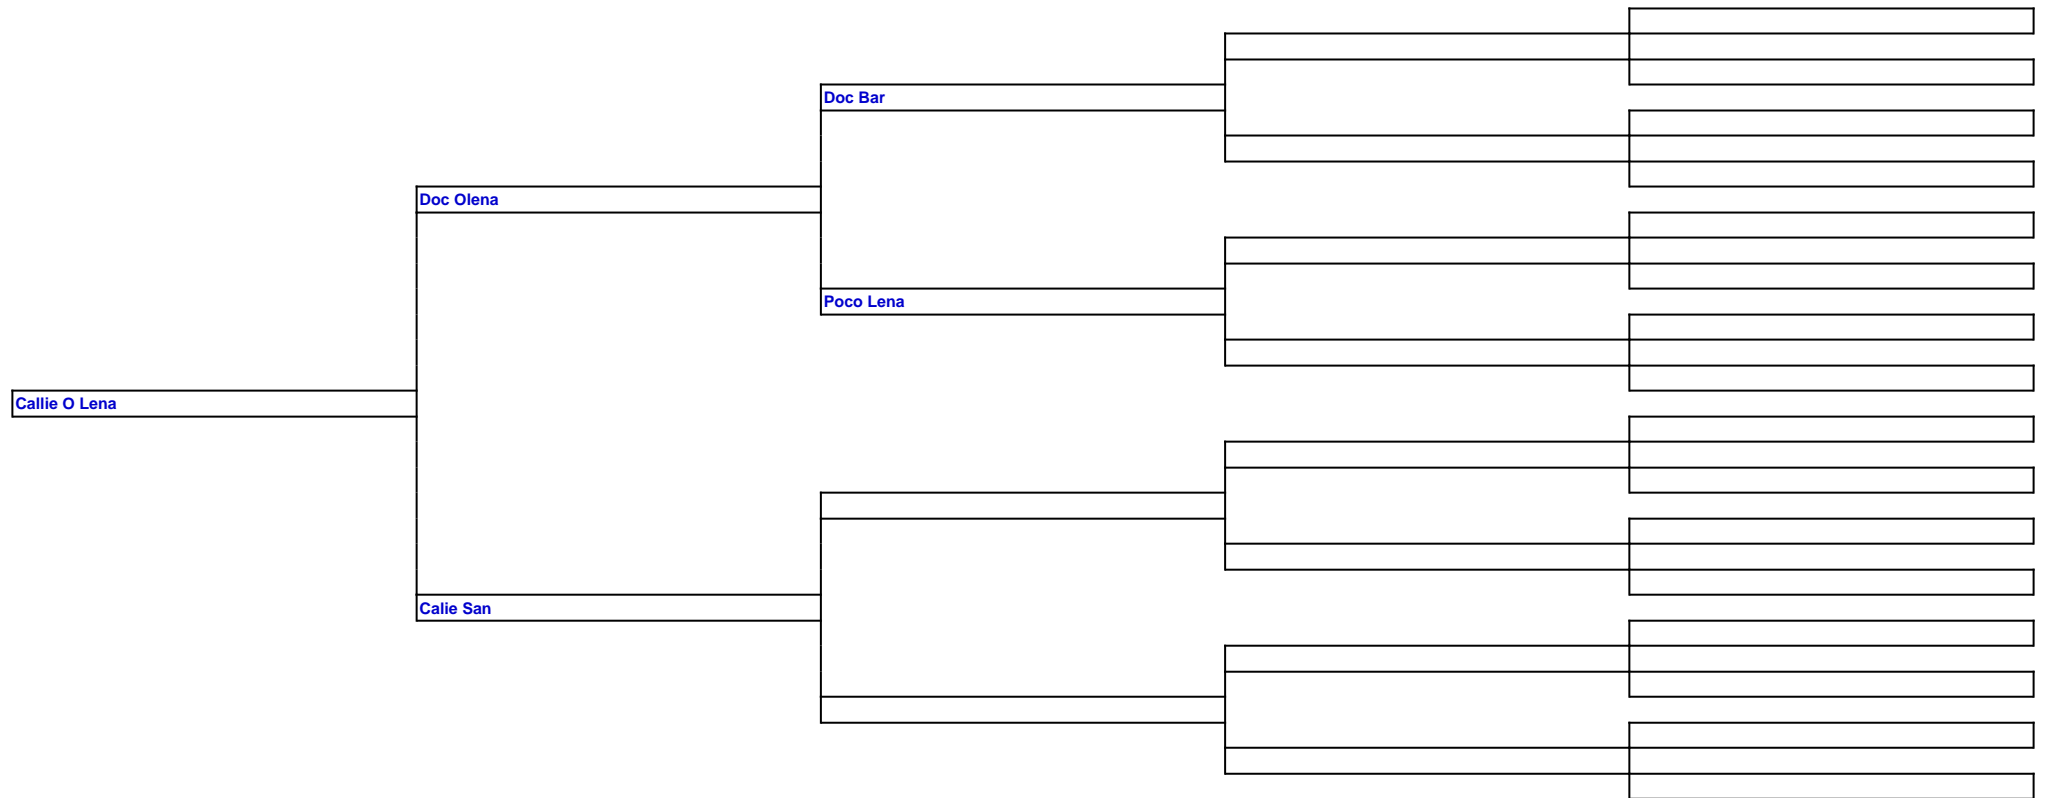 Doc Bar
Doc Olena
Poco Lena
Callie O Lena
Calie San